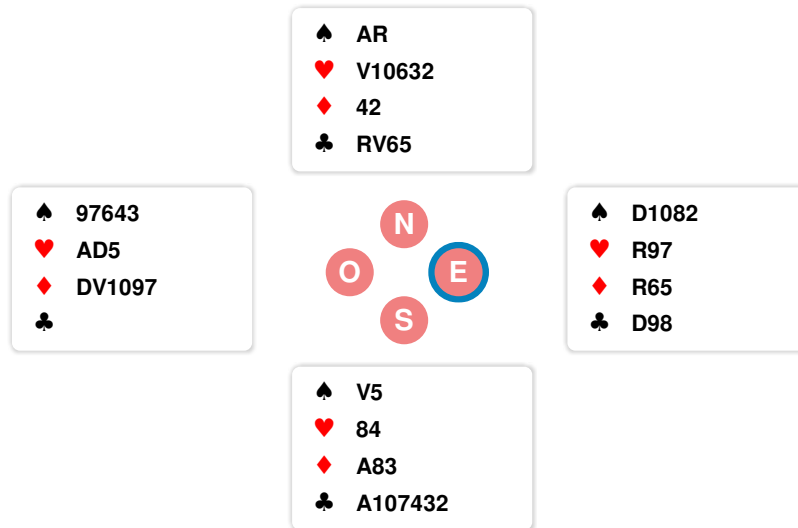 ♠ AR
♥ V10632
♦ 42
♣ RV65
♠ 97643
♥ AD5
♦ DV1097
♣
N
O
E
S
♠ D1082
♥ R97
♦ R65
♣ D98
♠ V5
♥ 84
♦ A83
♣ A107432